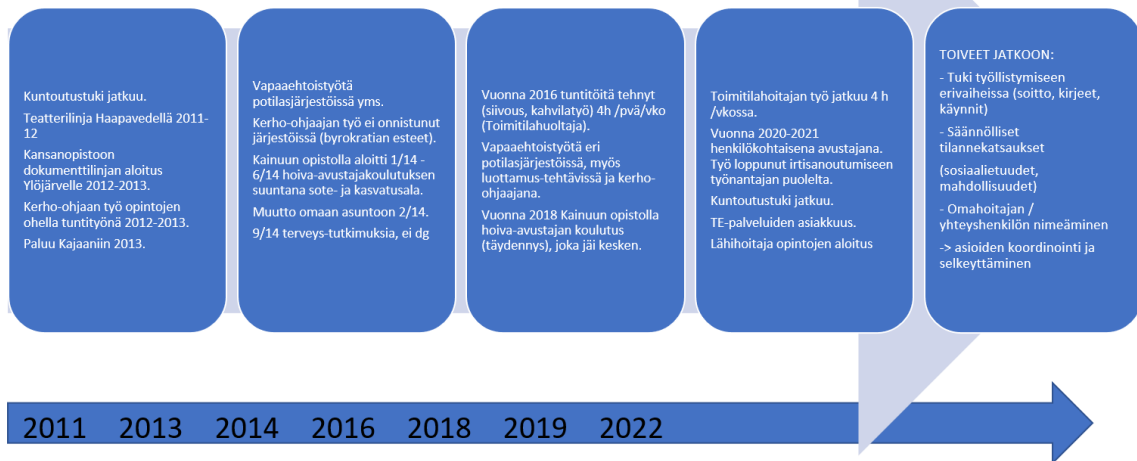 Kuntoutustuki jatkuu.
Teatterilinja Haapavedellä 2011-
12
Kansanopistoon
dokumenttilinjan aloitus
Ylöjärvelle 2012-2013.
Kerho-ohjaan työ opintojen
ohella tuntityönä 2012-2013.
Paluu Kajaaniin 2013.
Vapaaehtoistyötä
potilasjärjestöissä yms.
Kerho-ohjaajan työ ei onnistunut
järjestöissä (byrokratian esteet).
Kainuun opistolla aloitti 1/14 -
6/14 hoiva-avustajakoulutuksen
suuntana sote- ja kasvatusala.
Muutto omaan asuntoon 2/14.
9/14 terveys-tutkimuksia, ei dg
Vuonna 2016 tuntitöitä tehnyt
(siivous, kahvilatyö) 4h /pvä/vko
(Toimitilahuoltaja).
Vapaaehtoistyötä eri
potilasjärjestöissä, myös
luottamus-tehtävissä ja kerho-
ohjaajana.
Vuonna 2018 Kainuun opistolla
hoiva-avustajan koulutus
(täydennys), joka jäi kesken.
Toimitilahoitajan työ jatkuu 4 h
/vkossa.
Vuonna 2020-2021
henkilökohtaisena avustajana.
Työ loppunut irtisanoutumiseen
työnantajan puolelta.
Kuntoutustuki jatkuu.
TE-palveluiden asiakkuus.
Lähihoitaja opintojen aloitus
TOIVEET JATKOON:
- Tuki työllistymiseen
erivaiheissa (soitto, kirjeet,
käynnit)
- Säännölliset
tilannekatsaukset
(sosiaalietuudet,
mahdollisuudet)
- Omahoitajan /
yhteyshenkilön nimeäminen
-> asioiden koordinointi ja
selkeyttäminen
2011 2013 2014 2016 2018 2019 2022